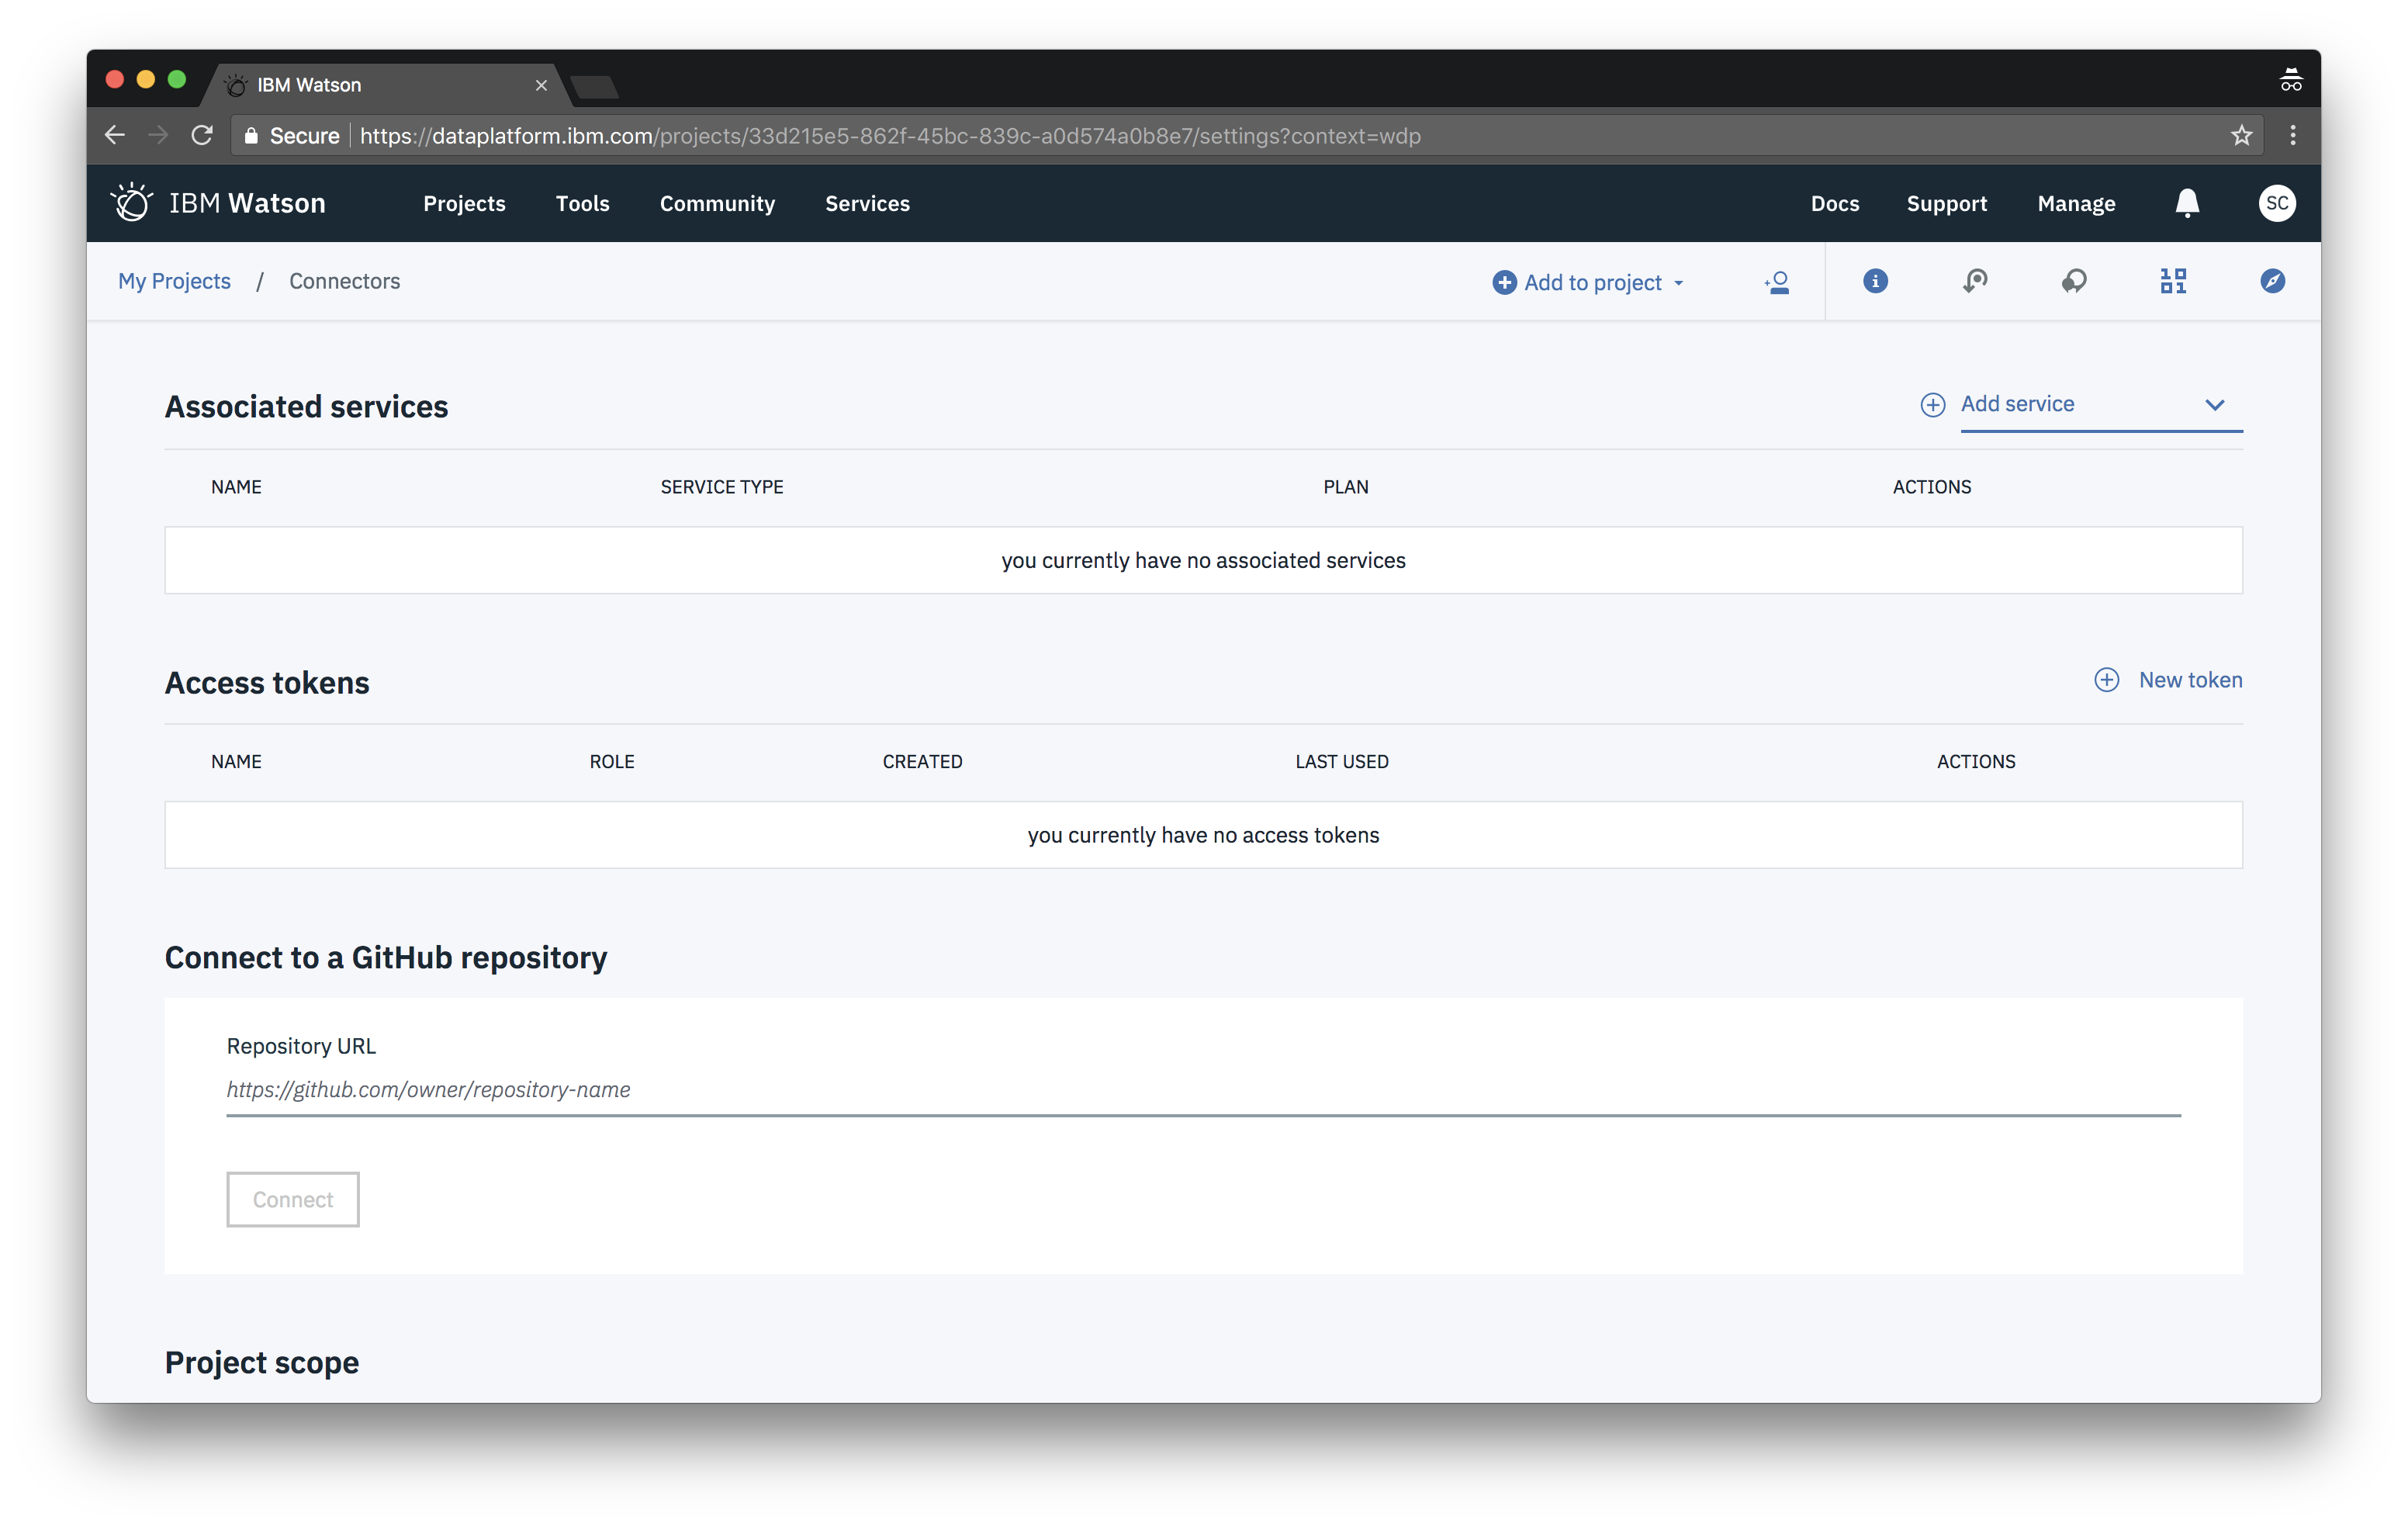 IBM Watson
Secure https://dataplatform.ibm.com/projects/33d215e5-862f-45bc-839c-a0d574a0b8e7/settings?context=wdp
IBM Watson Projects Tools Community Services Docs Support Manage SC
My Projects / Connectors Add to project
Associated services Add service
NAME SERVICE TYPE PLAN ACTIONS
you currently have no associated services
Access tokens New token
NAME ROLE CREATED LAST USED ACTIONS
you currently have no access tokens
Connect to a GitHub repository
Repository URL
https://github.com/owner/repository-name
Connect
Project scope